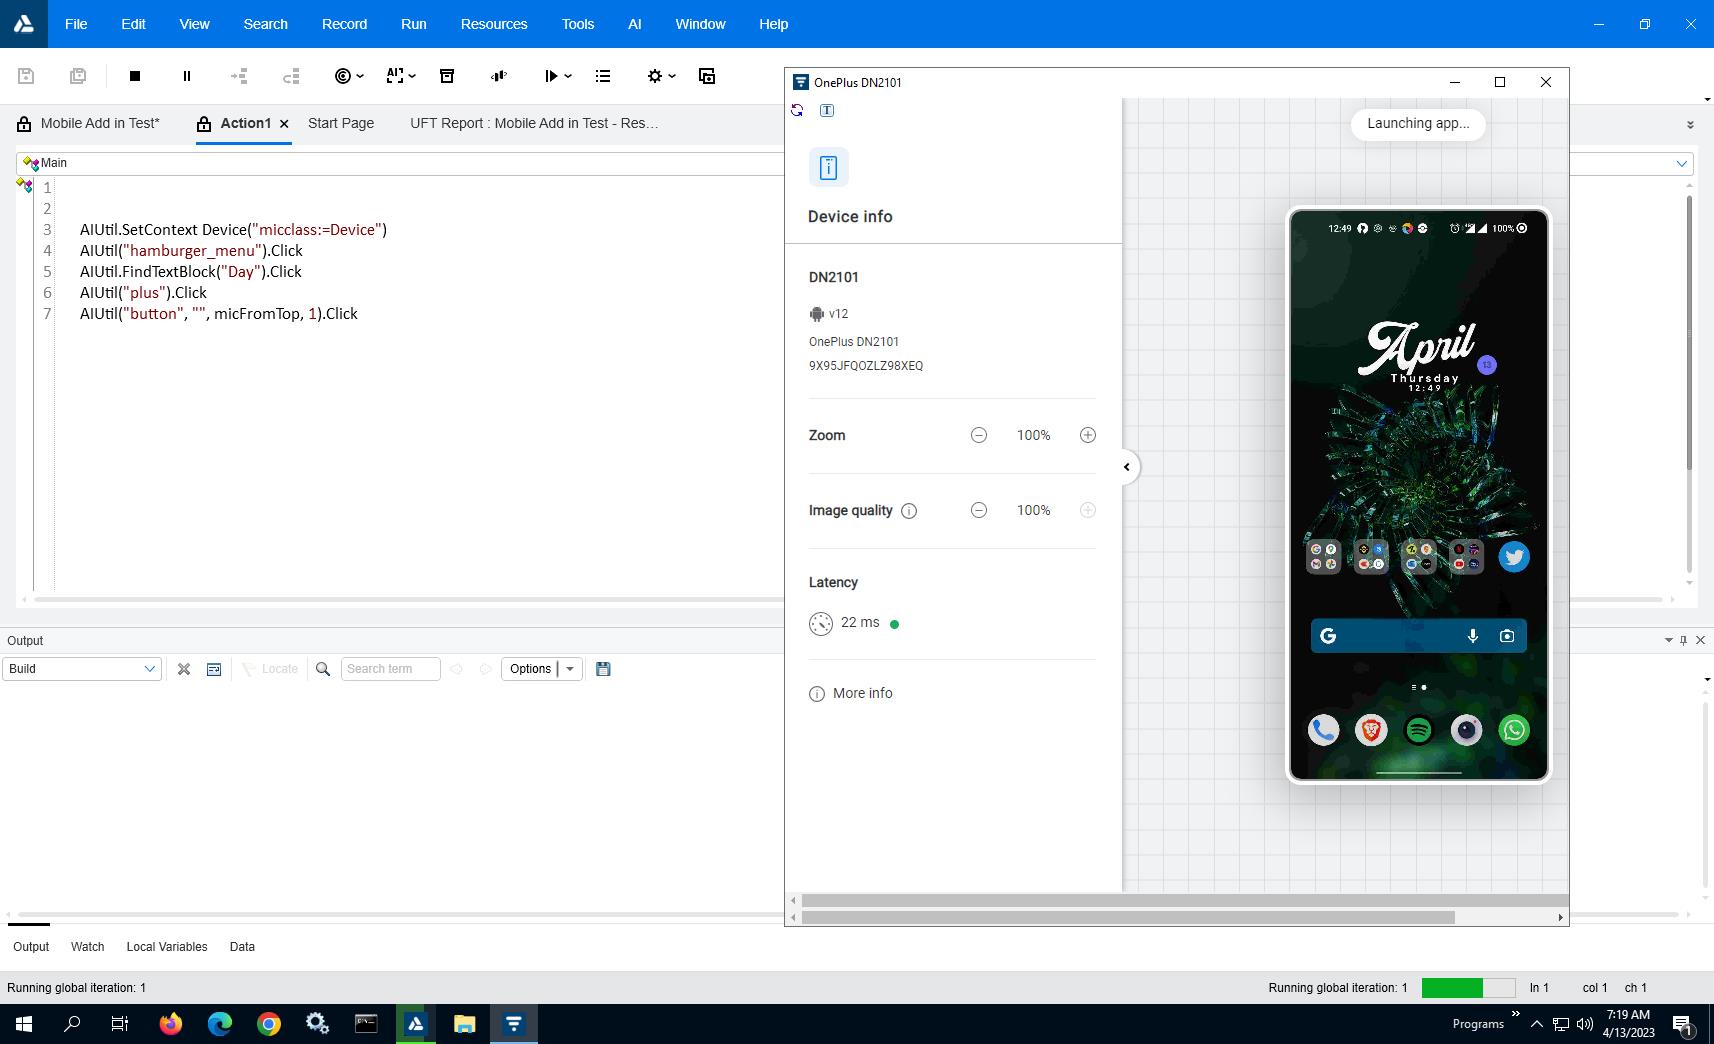 File Edit View Search Record Run Resources Tools AI Window Help
OnePlus DN2101
Mobile Add in Test* Action1 Start Page UFT Report : Mobile Add in Test - Res…
Main
1
2
3 AIUtil.SetContext Device("micclass:=Device")
4 AIUtil("hamburger_menu").Click
5 AIUtil.FindTextBlock("Day").Click
6 AIUtil("plus").Click
7 AIUtil("button", "", micFromTop, 1).Click
Device info
DN2101
v12
OnePlus DN2101
9X95JFQOZLZ98XEQ
Zoom 100%
Image quality 100%
Latency
22 ms
More info
Launching app...
12:49 100%
April
13
Thursday
12:49
Output
Build Locate Search term Options
Output Watch Local Variables Data
Running global iteration: 1 Running global iteration: 1 ln 1 col 1 ch 1
Programs 7:19 AM
4/13/2023
1